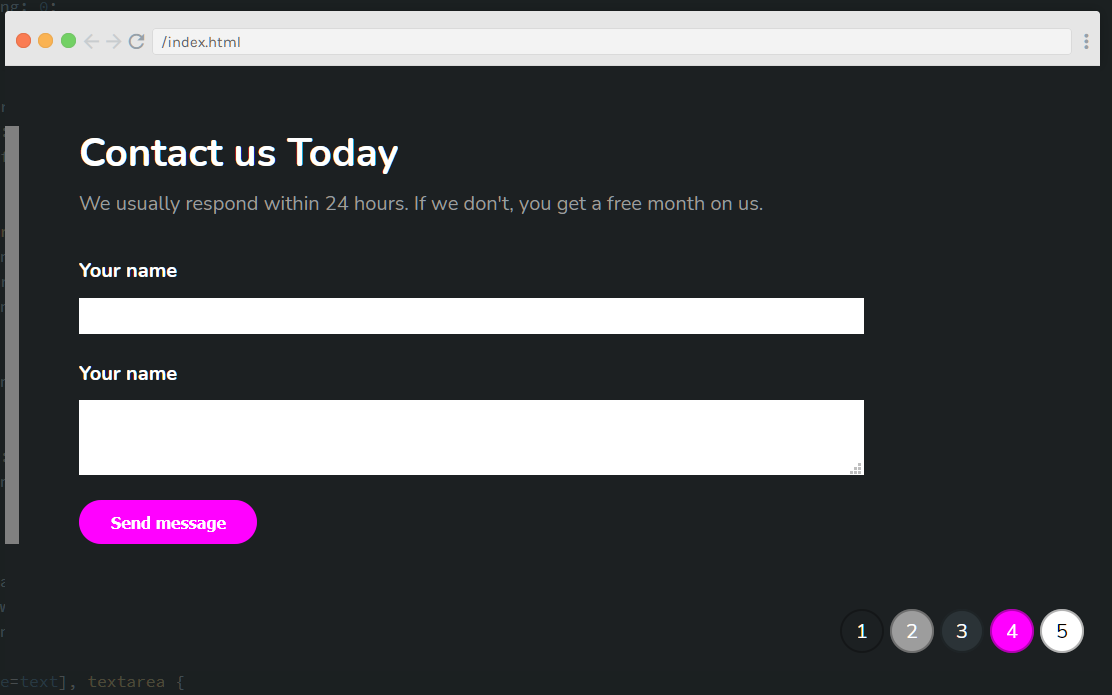 ng: 0;
/index.html
Contact us Today
We usually respond within 24 hours. If we don't, you get a free month on us.
Your name
Your name
Send message
1 2 3 4 5
e=text], textarea {